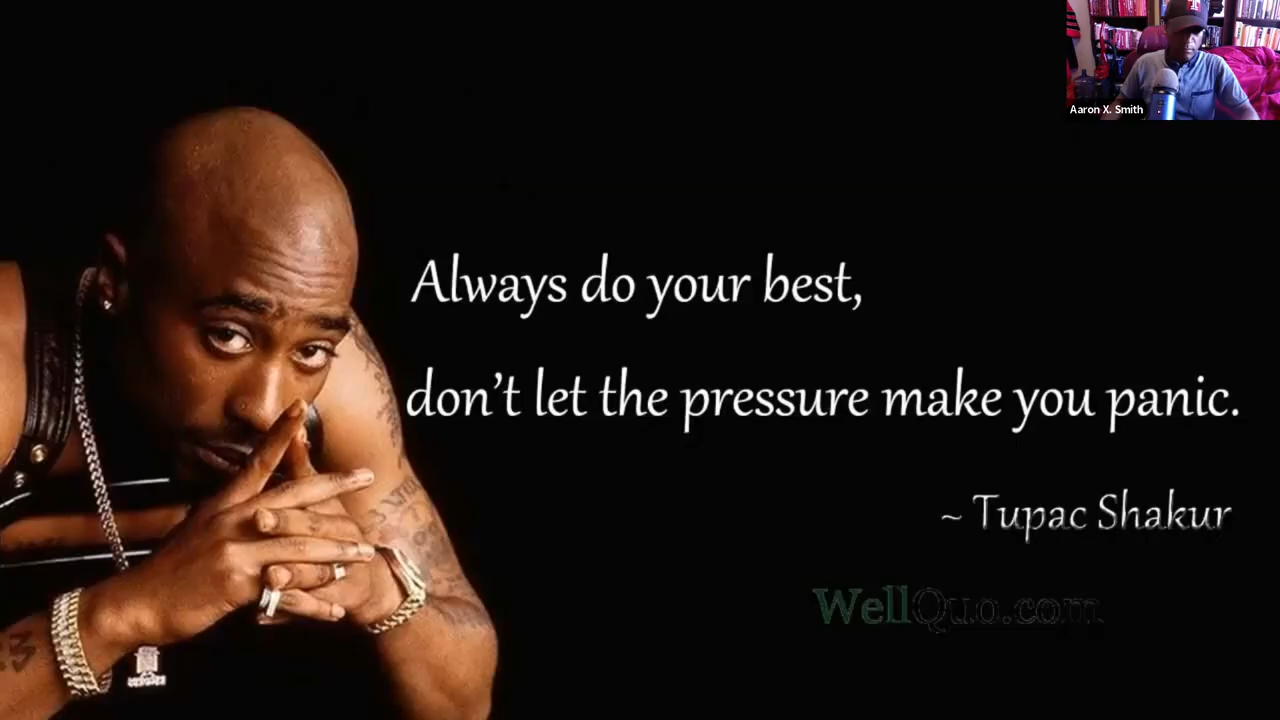 Aaron X. Smith
Always do your best,
don't let the pressure make you panic.
~ Tupac Shakur
WellQuo.com